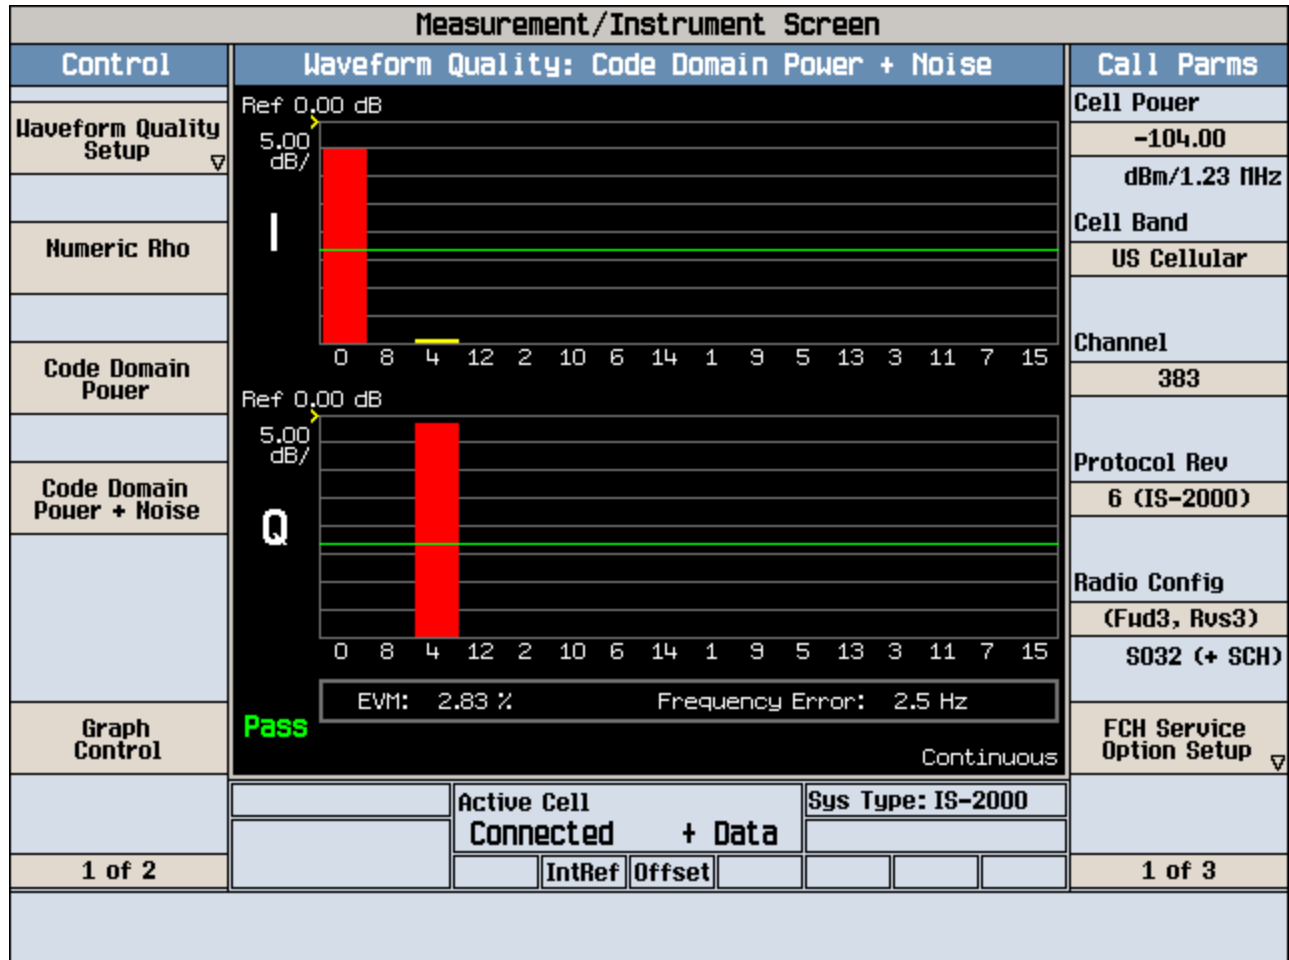 Measurement/Instrument Screen
Control
Waveform Quality
Setup
Numeric Rho
Code Domain
Power
Code Domain
Power + Noise
Graph
Control
1 of 2
Waveform Quality: Code Domain Power + Noise
Ref 0.00 dB
5.00
dB/
I
0 8 4 12 2 10 6 14 1 9 5 13 3 11 7 15
Ref 0.00 dB
5.00
dB/
Q
0 8 4 12 2 10 6 14 1 9 5 13 3 11 7 15
EVM: 2.83 % Frequency Error: 2.5 Hz
Pass
Continuous
Active Cell
Connected + Data
Sys Type: IS-2000
IntRef Offset
Call Parms
Cell Power
-104.00
dBm/1.23 MHz
Cell Band
US Cellular
Channel
383
Protocol Rev
6 (IS-2000)
Radio Config
(Fwd3, Rvs3)
SO32 (+ SCH)
FCH Service
Option Setup
1 of 3